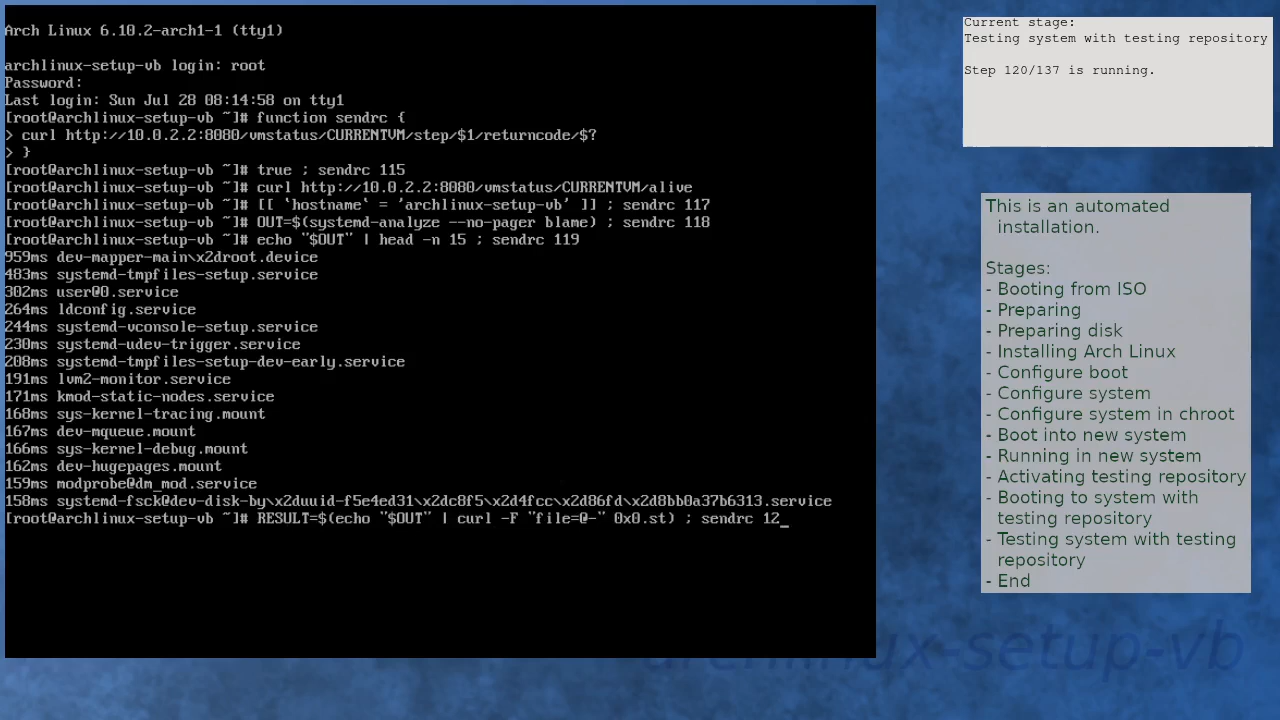 Arch Linux 6.10.2-arch1-1 (tty1)
archlinux-setup-vb login: root
Password:
Last login: Sun Jul 28 08:14:58 on tty1
[root@archlinux-setup-vb ~]# function sendrc {
> curl http://10.0.2.2:8080/vmstatus/CURRENTVM/step/$1/returncode/$?
> }
[root@archlinux-setup-vb ~]# true ; sendrc 115
[root@archlinux-setup-vb ~]# curl http://10.0.2.2:8080/vmstatus/CURRENTVM/alive
[root@archlinux-setup-vb ~]# [[ `hostname` = 'archlinux-setup-vb' ]] ; sendrc 117
[root@archlinux-setup-vb ~]# OUT=$(systemd-analyze --no-pager blame) ; sendrc 118
[root@archlinux-setup-vb ~]# echo "$OUT" | head -n 15 ; sendrc 119
959ms dev-mapper-main\x2droot.device
483ms systemd-tmpfiles-setup.service
302ms user@0.service
264ms ldconfig.service
244ms systemd-vconsole-setup.service
230ms systemd-udev-trigger.service
208ms systemd-tmpfiles-setup-dev-early.service
191ms lvm2-monitor.service
171ms kmod-static-nodes.service
168ms sys-kernel-tracing.mount
167ms dev-mqueue.mount
166ms sys-kernel-debug.mount
162ms dev-hugepages.mount
159ms modprobe@dm_mod.service
158ms systemd-fsck@dev-disk-by\x2duuid-f5e4ed31\x2dc8f5\x2d4fcc\x2d86fd\x2d8bb0a37b6313.service
[root@archlinux-setup-vb ~]# RESULT=$(echo "$OUT" | curl -F "file=@-" 0x0.st) ; sendrc 12_
Current stage:
Testing system with testing repository
Step 120/137 is running.
This is an automated
installation.
Stages:
- Booting from ISO
- Preparing
- Preparing disk
- Installing Arch Linux
- Configure boot
- Configure system
- Configure system in chroot
- Boot into new system
- Running in new system
- Activating testing repository
- Booting to system with
testing repository
- Testing system with testing
repository
- End
archlinux-setup-vb